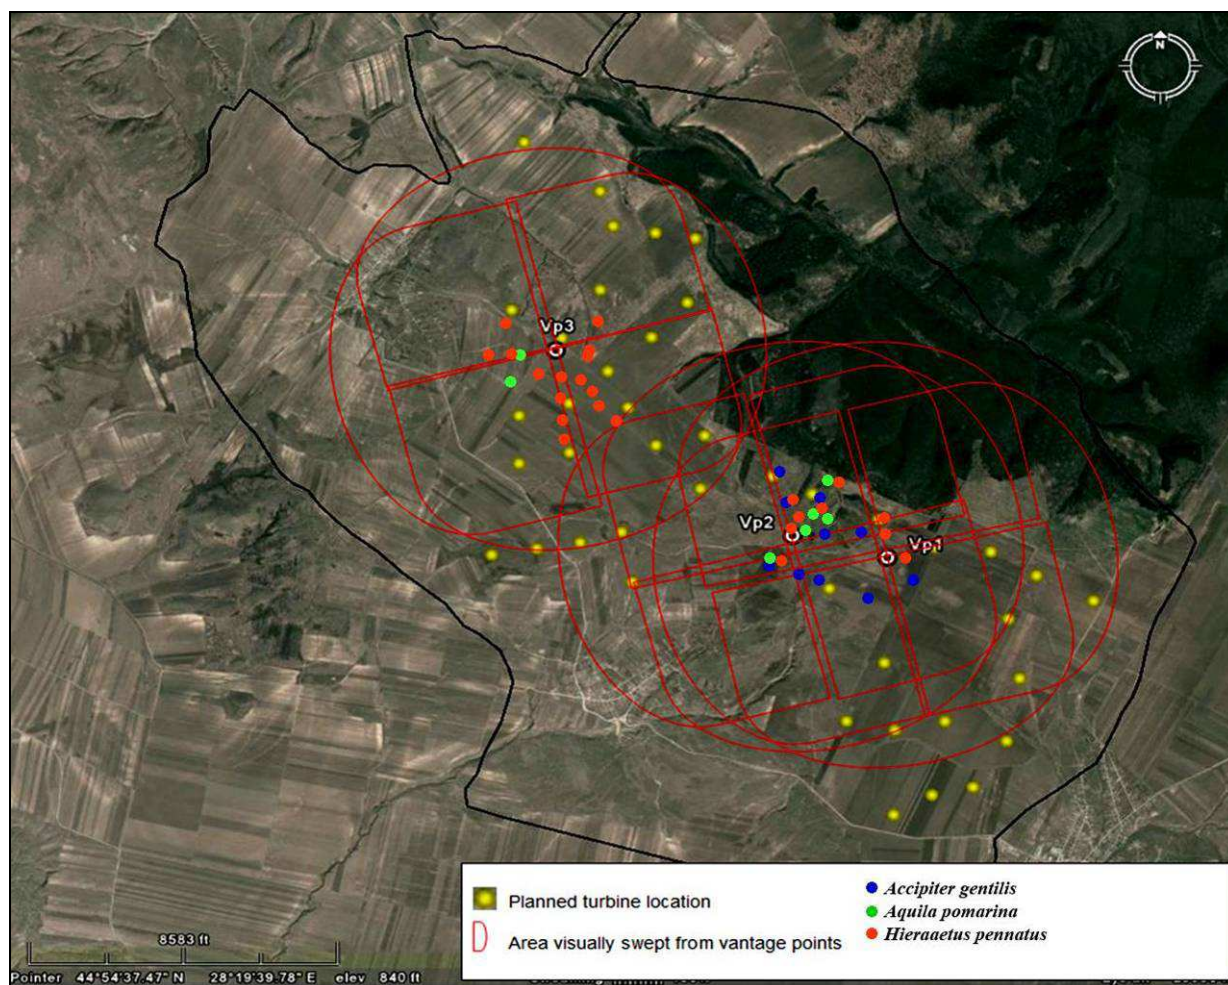 N
Vp3
Vp2
Vp1
Planned turbine location
Area visually swept from vantage points
Accipiter gentilis
Aquila pomarina
Hieraaetus pennatus
8583 ft
Pointer 44°54'37.47" N 28°19'39.78" E elev 840 ft